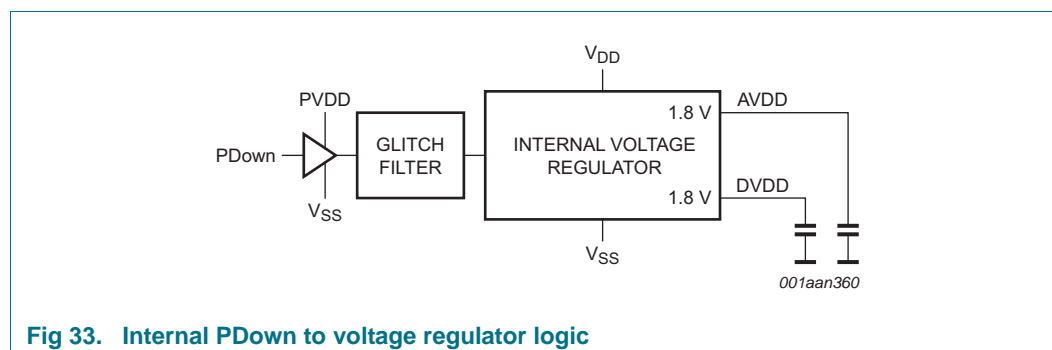 VDD
PVDD
PDown
VSS
GLITCH
FILTER
INTERNAL VOLTAGE
REGULATOR
1.8 V
AVDD
1.8 V
DVDD
VSS
001aan360
Fig 33. Internal PDown to voltage regulator logic